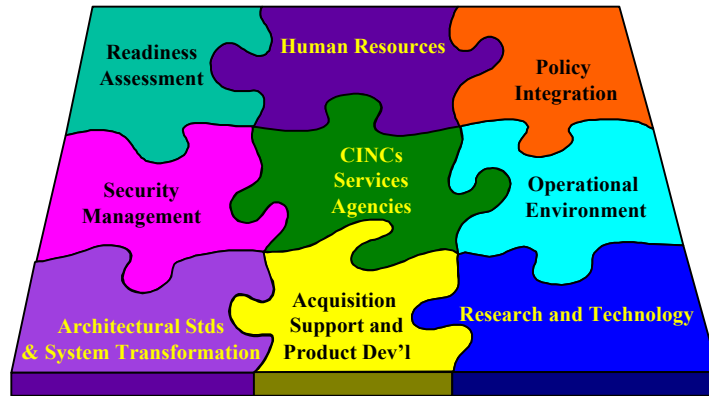 Readiness
Assessment
Human Resources
Policy
Integration
Security
Management
CINCs
Services
Agencies
Operational
Environment
Architectural Stds
& System Transformation
Acquisition
Support and
Product Dev'l
Research and Technology